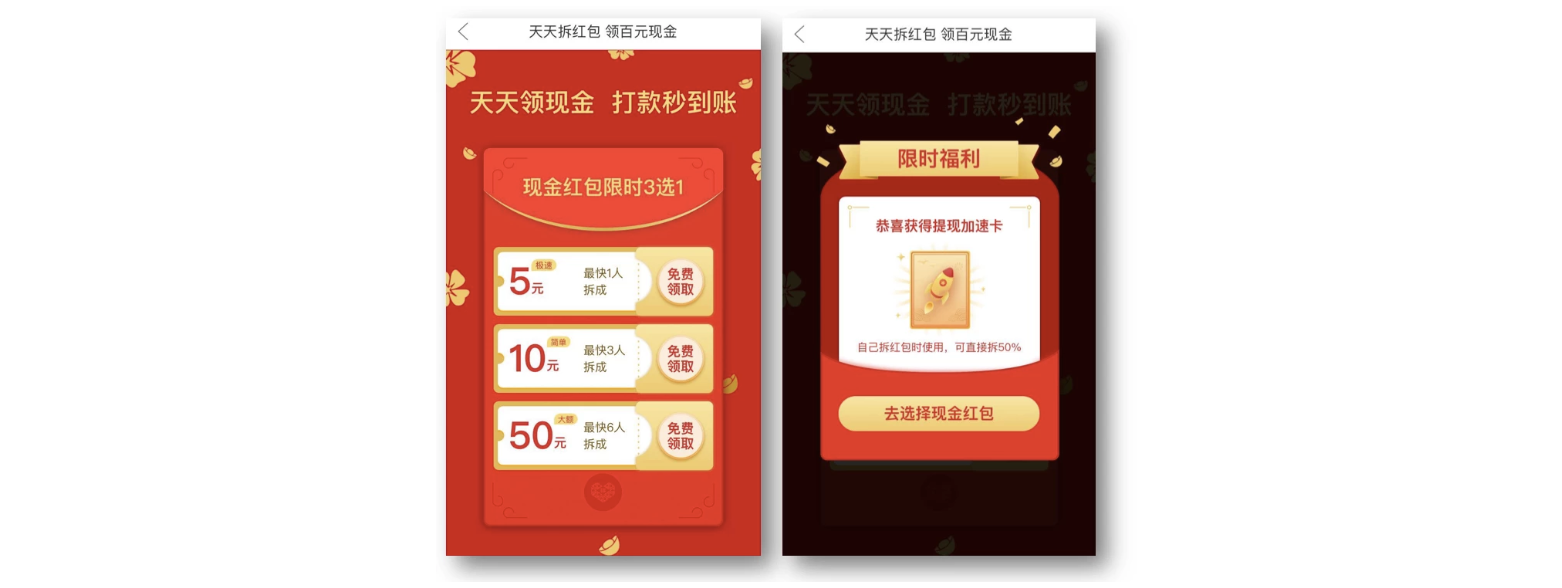 天天拆红包 领百元现金
天天领现金 打款秒到账
现金红包限时3选1
5元 极速
最快1人
拆成
免费
领取
10元 简单
最快3人
拆成
免费
领取
50元 大额
最快6人
拆成
免费
领取
天天拆红包 领百元现金
天天领现金 打款秒到账
限时福利
恭喜获得提现加速卡
自己拆红包时使用，可直接拆50%
去选择现金红包